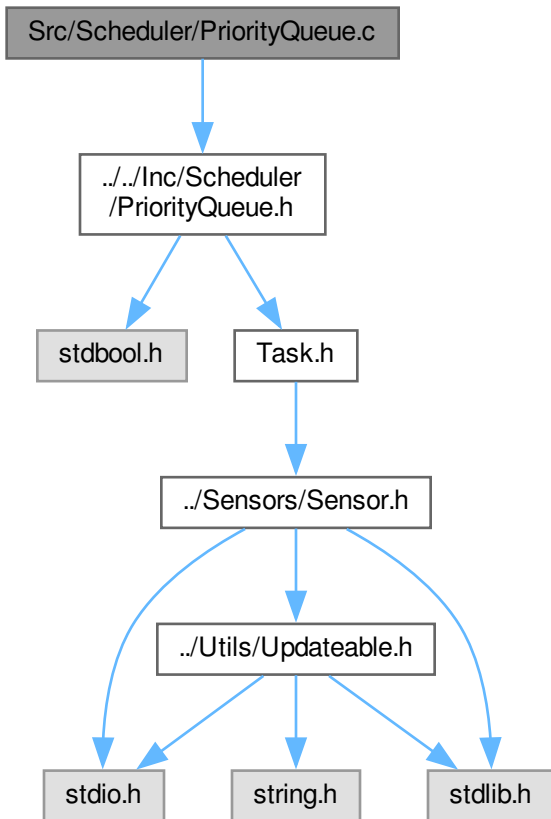 Src/Scheduler/PriorityQueue.c
../../Inc/Scheduler
/PriorityQueue.h
stdbool.h
Task.h
../Sensors/Sensor.h
../Utils/Updateable.h
stdio.h
string.h
stdlib.h